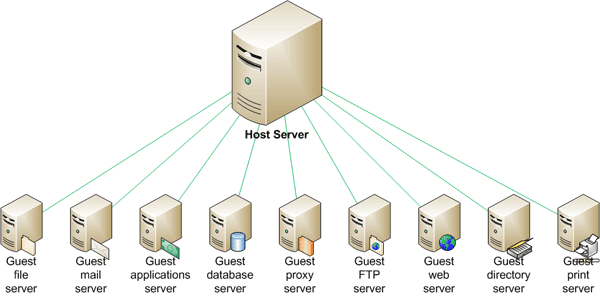 Host Server
Guest
file
server
Guest
mail
server
Guest
applications
server
Guest
database
server
Guest
proxy
server
Guest
FTP
server
Guest
web
server
Guest
directory
server
Guest
print
server